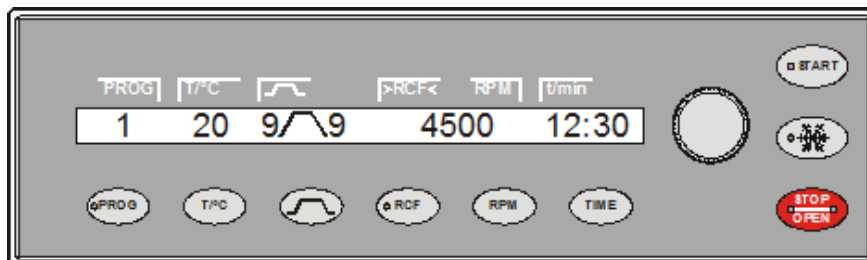 PROG T/°C >RCF< RPM t/min
1 20 9 9 4500 12:30
PROG T/°C RCF RPM TIME
START
STOP
OPEN